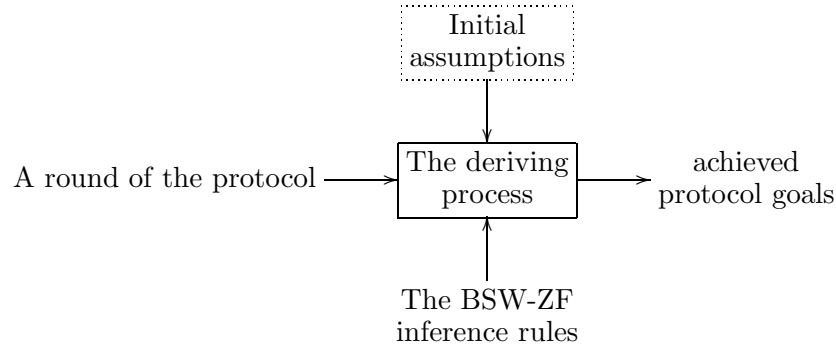 Initial
assumptions
A round of the protocol
The deriving
process
achieved
protocol goals
The BSW-ZF
inference rules